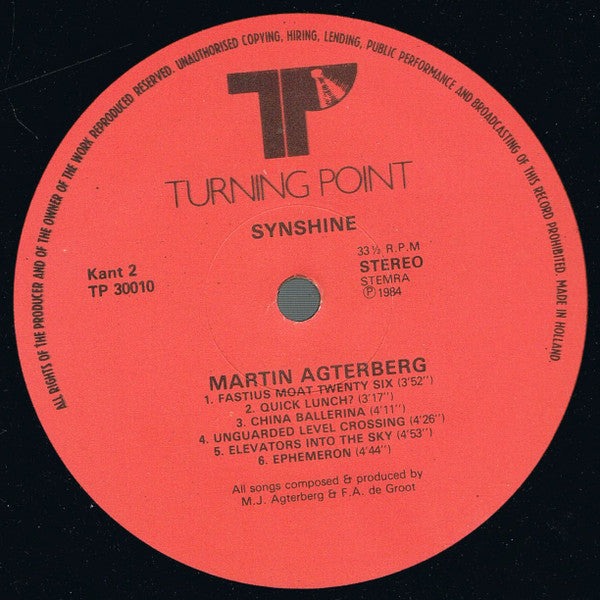 ALL RIGHTS OF THE PRODUCER AND OF THE OWNER OF THE WORK REPRODUCED RESERVED. UNAUTHORISED COPYING, HIRING, LENDING, PUBLIC PERFORMANCE AND BROADCASTING OF THIS RECORD PROHIBITED. MADE IN HOLLAND
TP
TURNING POINT
SYNSHINE
Kant 2
TP 30010
33⅓ R.P.M
STEREO
STEMRA
℗ 1984
MARTIN AGTERBERG
1. FASTIUS MOAT TWENTY SIX (3'52'')
2. QUICK LUNCH? (3'17'')
3. CHINA BALLERINA (4'11'')
4. UNGUARDED LEVEL CROSSING (4'26'')
5. ELEVATORS INTO THE SKY (4'53'')
6. EPHEMERON (4'44'')
All songs composed & produced by
M.J. Agterberg & F.A. de Groot